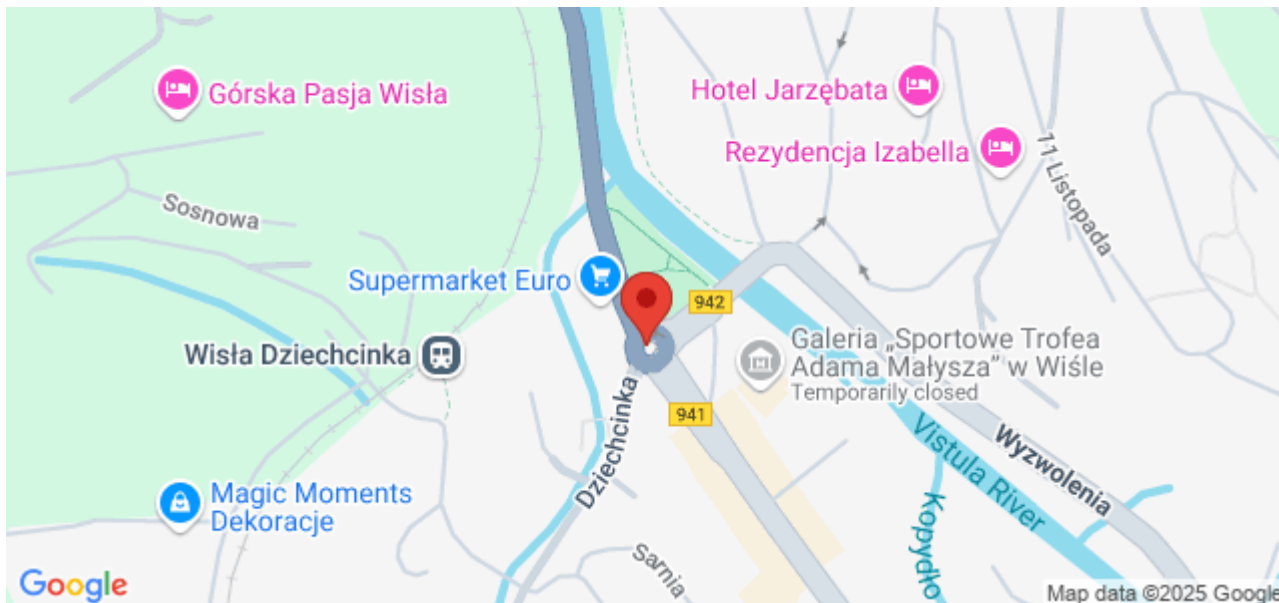 Górska Pasja Wisła
Hotel Jarzębata
Rezydencja Izabella
11 Listopada
Sosnowa
Supermarket Euro
942
Wisła Dziechcinka
Galeria „Sportowe Trofea
Adama Małysza” w Wiśle
Temporarily closed
941
Dziechcinka
Vistula River
Wyzwolenia
Magic Moments
Dekoracje
Kopydło
Sarnia
Google
Map data ©2025 Google